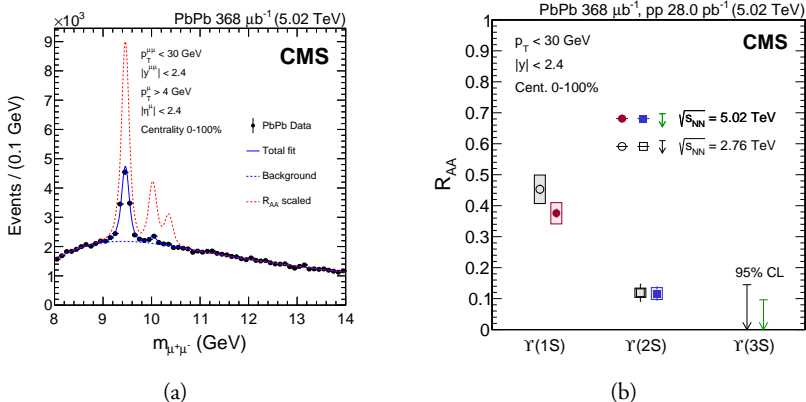 PbPb 368 μb⁻¹ (5.02 TeV)
×10³
CMS
p_T^μμ < 30 GeV
|y^μμ| < 2.4
p_T^μ > 4 GeV
|η^μ| < 2.4
Centrality 0-100%
PbPb Data
Total fit
Background
R_AA scaled
Events / (0.1 GeV)
9
8
7
6
5
4
3
2
1
0
8 9 10 11 12 13 14
m_μ⁺μ⁻ (GeV)
(a)
PbPb 368 μb⁻¹, pp 28.0 pb⁻¹ (5.02 TeV)
CMS
p_T < 30 GeV
|y| < 2.4
Cent. 0-100%
√s_NN = 5.02 TeV
√s_NN = 2.76 TeV
R_AA
1
0.9
0.8
0.7
0.6
0.5
0.4
0.3
0.2
0.1
0
95% CL
ϒ(1S) ϒ(2S) ϒ(3S)
(b)